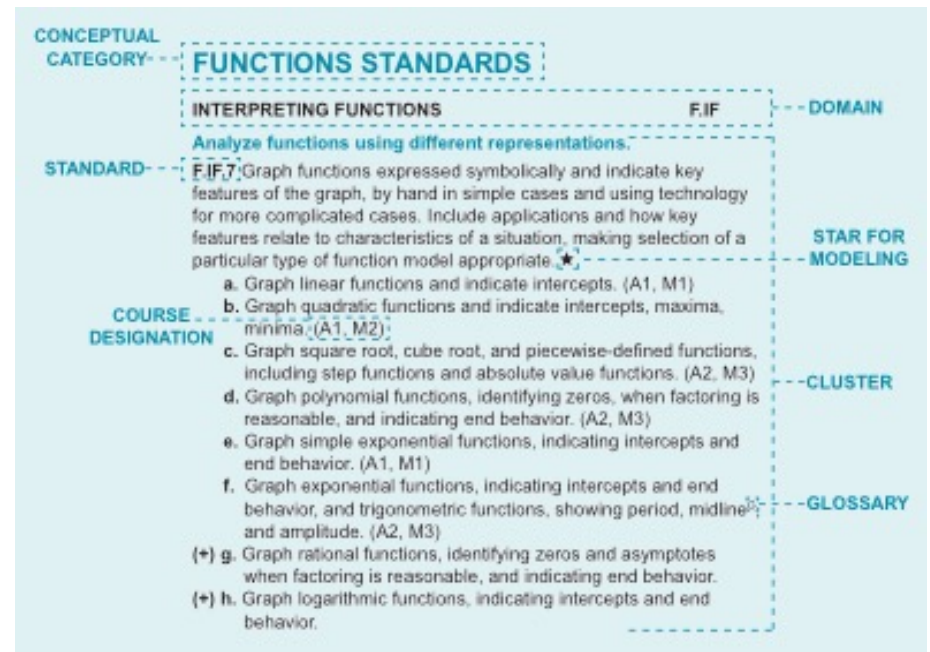 CONCEPTUAL
CATEGORY
FUNCTIONS STANDARDS
INTERPRETING FUNCTIONS F.IF
DOMAIN
Analyze functions using different representations.
STANDARD
F.IF.7 Graph functions expressed symbolically and indicate key
features of the graph, by hand in simple cases and using technology
for more complicated cases. Include applications and how key
features relate to characteristics of a situation, making selection of a
particular type of function model appropriate. ★
STAR FOR
MODELING
a. Graph linear functions and indicate intercepts. (A1, M1)
b. Graph quadratic functions and indicate intercepts, maxima,
minima. (A1, M2)
COURSE
DESIGNATION
c. Graph square root, cube root, and piecewise-defined functions,
including step functions and absolute value functions. (A2, M3)
CLUSTER
d. Graph polynomial functions, identifying zeros, when factoring is
reasonable, and indicating end behavior. (A2, M3)
e. Graph simple exponential functions, indicating intercepts and
end behavior. (A1, M1)
f. Graph exponential functions, indicating intercepts and end
behavior, and trigonometric functions, showing period, midline
and amplitude. (A2, M3)
GLOSSARY
(+) g. Graph rational functions, identifying zeros and asymptotes
when factoring is reasonable, and indicating end behavior.
(+) h. Graph logarithmic functions, indicating intercepts and end
behavior.